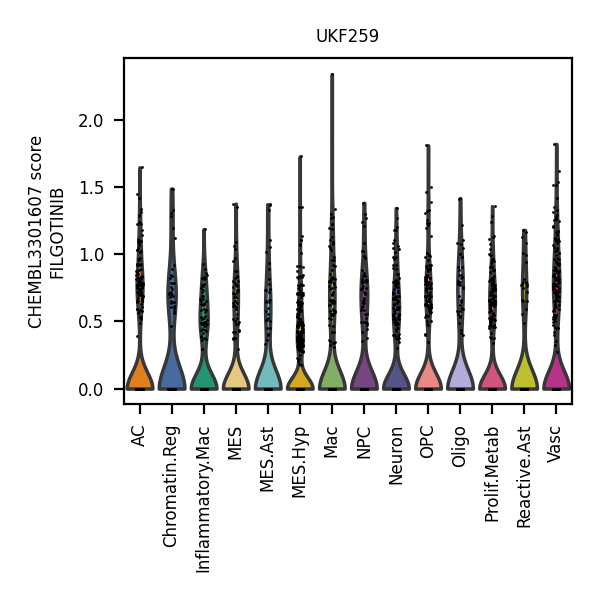 UKF259
CHEMBL3301607 score
FILGOTINIB
2.0
1.5
1.0
0.5
0.0
AC
Chromatin.Reg
Inflammatory.Mac
MES
MES.Ast
MES.Hyp
Mac
NPC
Neuron
OPC
Oligo
Prolif.Metab
Reactive.Ast
Vasc